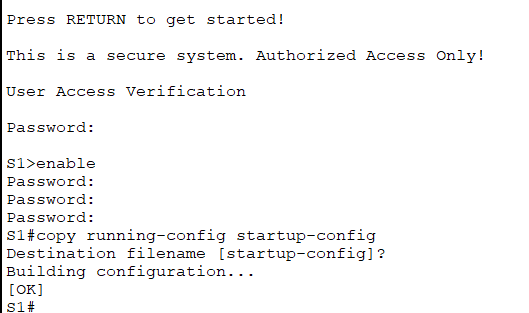 Press RETURN to get started!
This is a secure system. Authorized Access Only!
User Access Verification
Password:
S1>enable
Password:
Password:
Password:
S1#copy running-config startup-config
Destination filename [startup-config]?
Building configuration...
[OK]
S1#